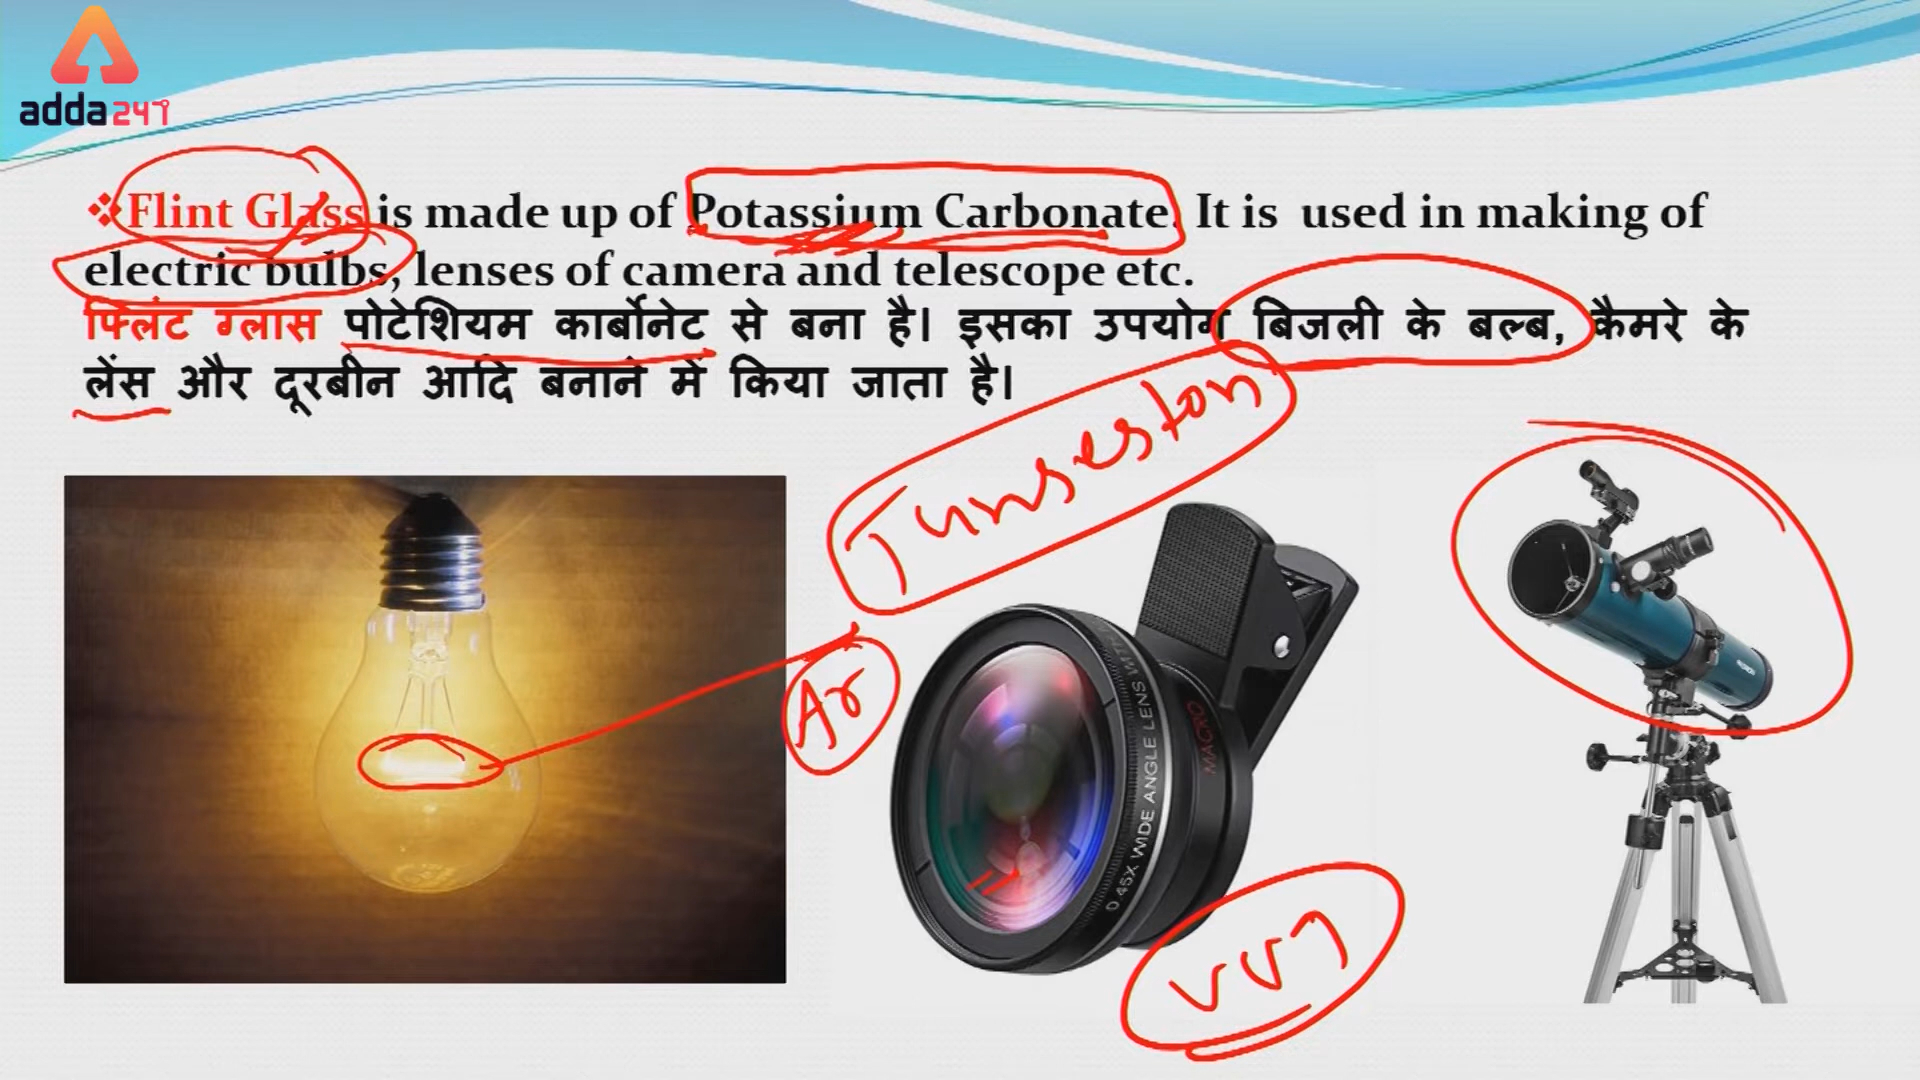 adda247
Flint Glass is made up of Potassium Carbonate. It is used in making of
electric bulbs, lenses of camera and telescope etc.
फ्लिंट ग्लास पोटेशियम कार्बोनेट से बना है। इसका उपयोग बिजली के बल्ब, कैमरे के
लेंस और दूरबीन आदि बनाने में किया जाता है।
Tungeston
Ar
0.45X WIDE ANGLE LENS
MACRO
VVI